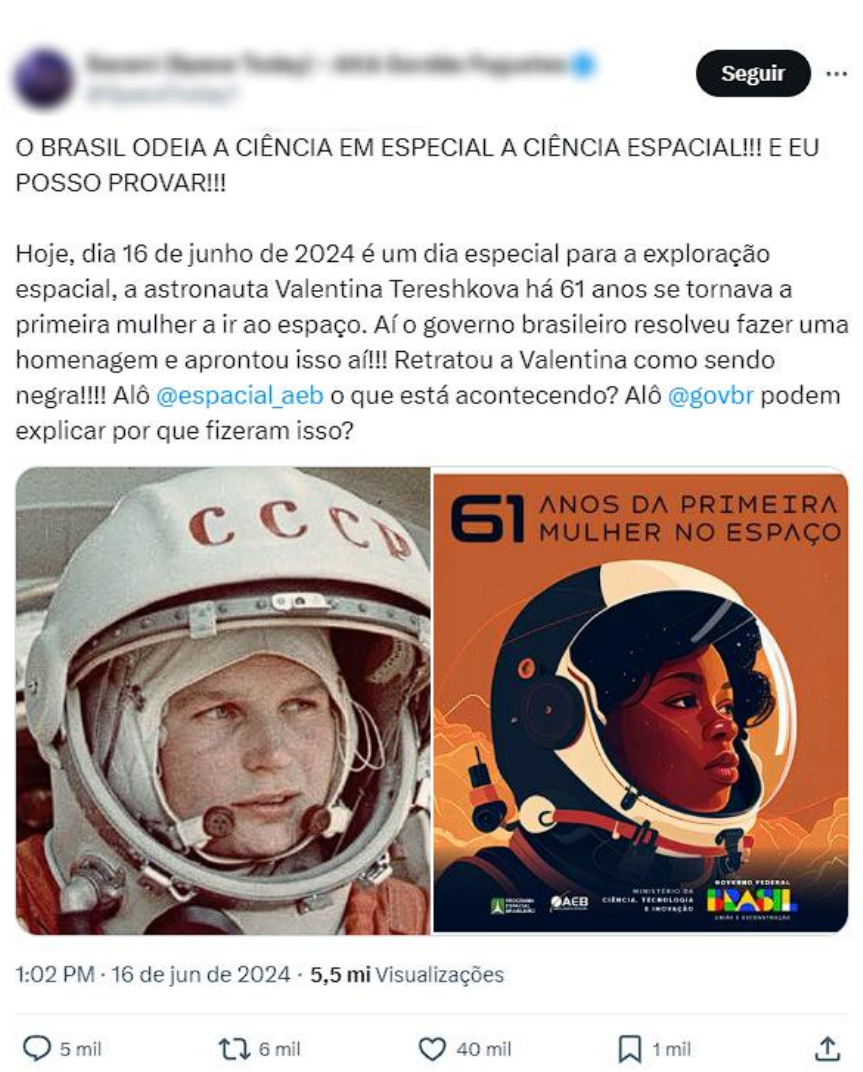 Seguir
O BRASIL ODEIA A CIÊNCIA EM ESPECIAL A CIÊNCIA ESPACIAL!!! E EU
POSSO PROVAR!!!
Hoje, dia 16 de junho de 2024 é um dia especial para a exploração
espacial, a astronauta Valentina Tereshkova há 61 anos se tornava a
primeira mulher a ir ao espaço. Aí o governo brasileiro resolveu fazer uma
homenagem e aprontou isso aí!!! Retratou a Valentina como sendo
negra!!!! Alô @espacial_aeb o que está acontecendo? Alô @govbr podem
explicar por que fizeram isso?
СССР
61 ANOS DA PRIMEIRA
MULHER NO ESPAÇO
PROGRAMA
ESPACIAL
BRASILEIRO
AEB
MINISTÉRIO DA
CIÊNCIA, TECNOLOGIA
E INOVAÇÃO
GOVERNO FEDERAL
BRASIL
UNIÃO E RECONSTRUÇÃO
1:02 PM · 16 de jun de 2024 · 5,5 mi Visualizações
5 mil 6 mil 40 mil 1 mil